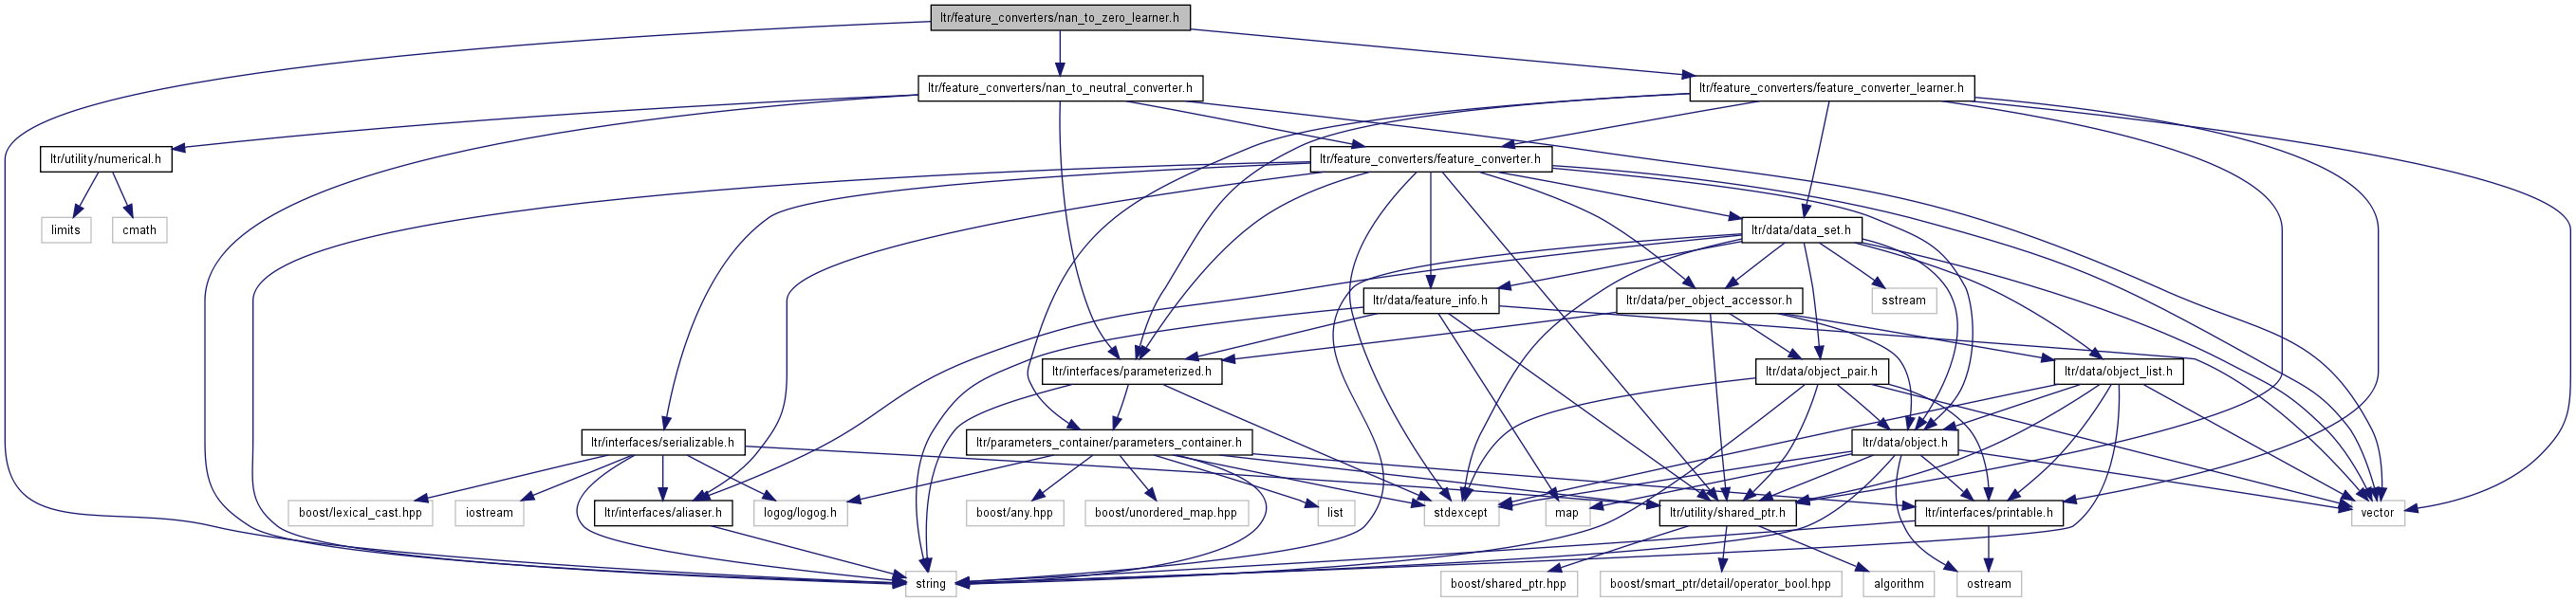 ltr/feature_converters/nan_to_zero_learner.h
ltr/feature_converters/nan_to_neutral_converter.h
ltr/feature_converters/feature_converter_learner.h
ltr/utility/numerical.h
ltr/feature_converters/feature_converter.h
limits
cmath
ltr/data/data_set.h
ltr/data/feature_info.h
ltr/data/per_object_accessor.h
sstream
ltr/interfaces/parameterized.h
ltr/data/object_pair.h
ltr/data/object_list.h
ltr/interfaces/serializable.h
ltr/parameters_container/parameters_container.h
ltr/data/object.h
boost/lexical_cast.hpp
iostream
ltr/interfaces/aliaser.h
logog/logog.h
boost/any.hpp
boost/unordered_map.hpp
list
stdexcept
map
ltr/utility/shared_ptr.h
ltr/interfaces/printable.h
vector
string
boost/shared_ptr.hpp
boost/smart_ptr/detail/operator_bool.hpp
algorithm
ostream